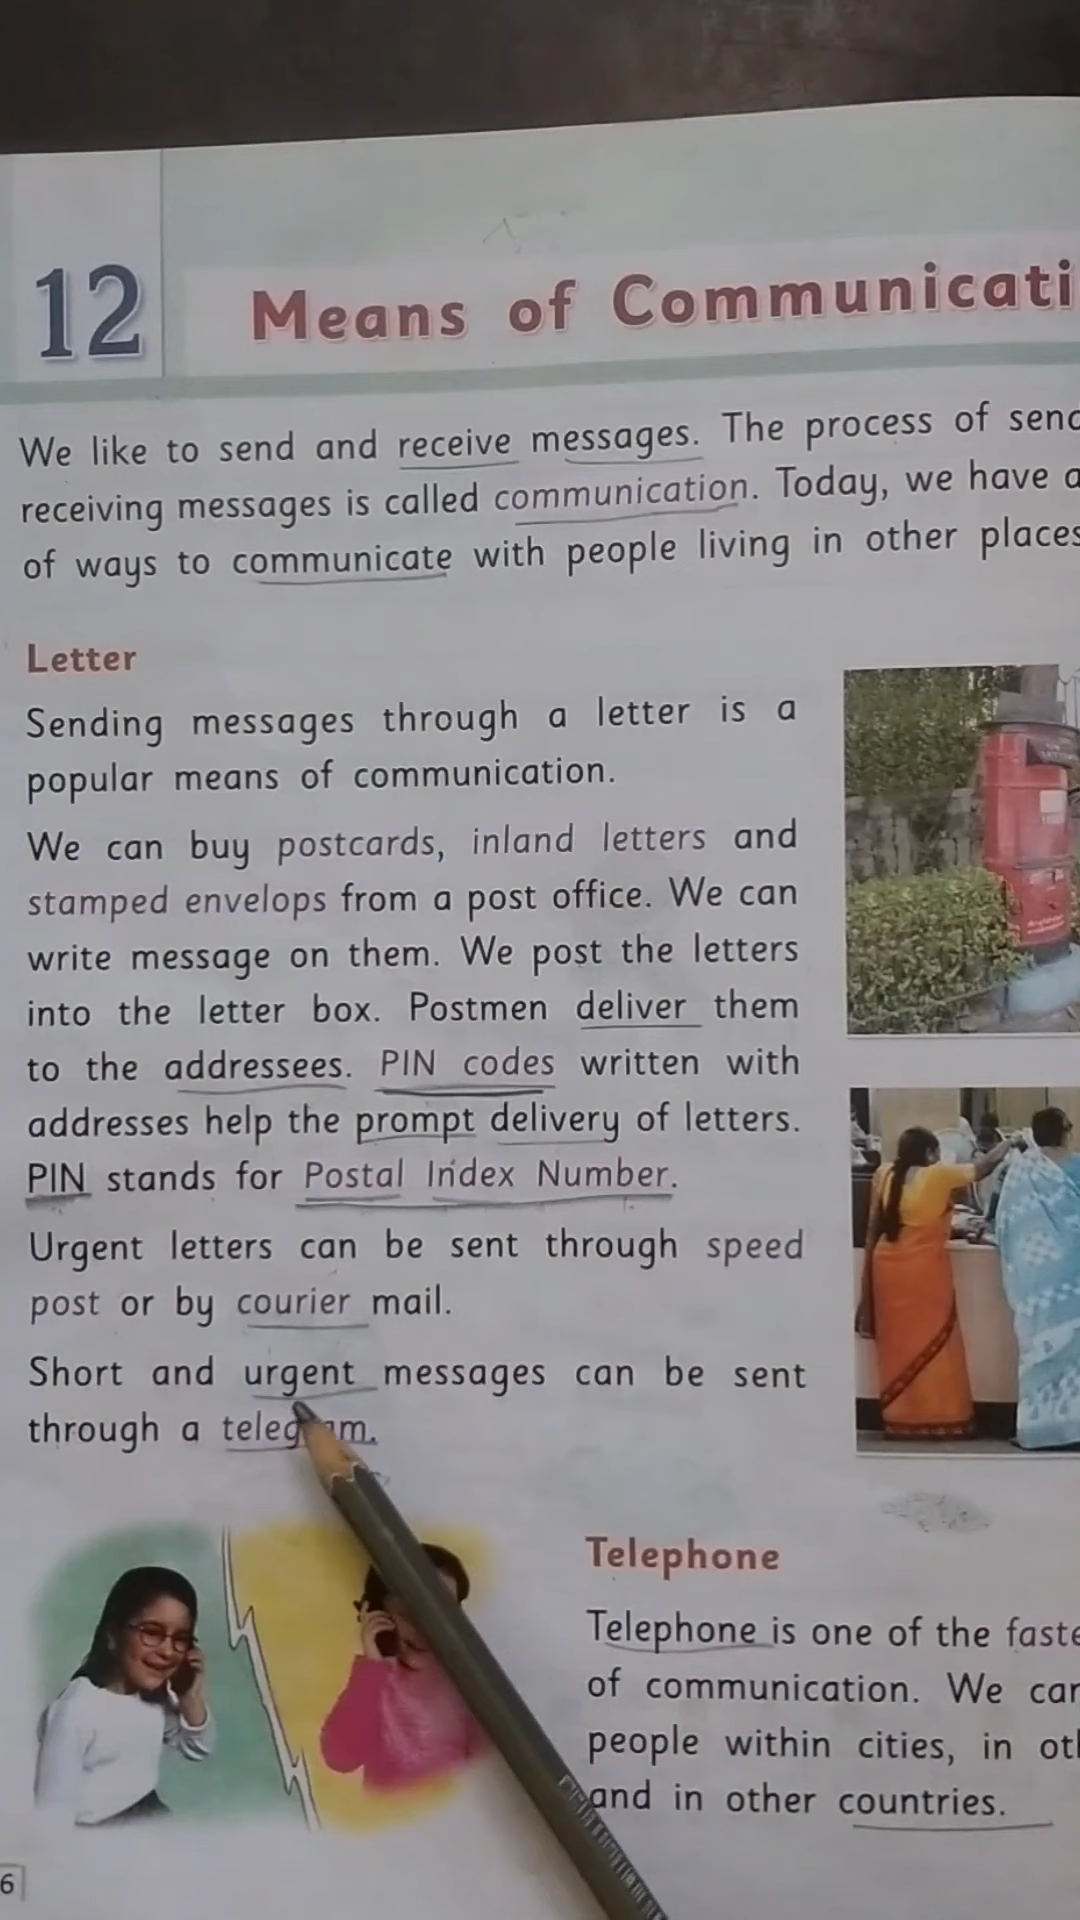 12
Means of Communicati
We like to send and receive messages. The process of send
receiving messages is called communication. Today, we have a
of ways to communicate with people living in other places
Letter
Sending messages through a letter is a
popular means of communication.
We can buy postcards, inland letters and
stamped envelops from a post office. We can
write message on them. We post the letters
into the letter box. Postmen deliver them
to the addressees. PIN codes written with
addresses help the prompt delivery of letters.
PIN stands for Postal Index Number.
Urgent letters can be sent through speed
post or by courier mail.
Short and urgent messages can be sent
through a telegram.
Telephone
Telephone is one of the faste
of communication. We can
people within cities, in oth
and in other countries.
6